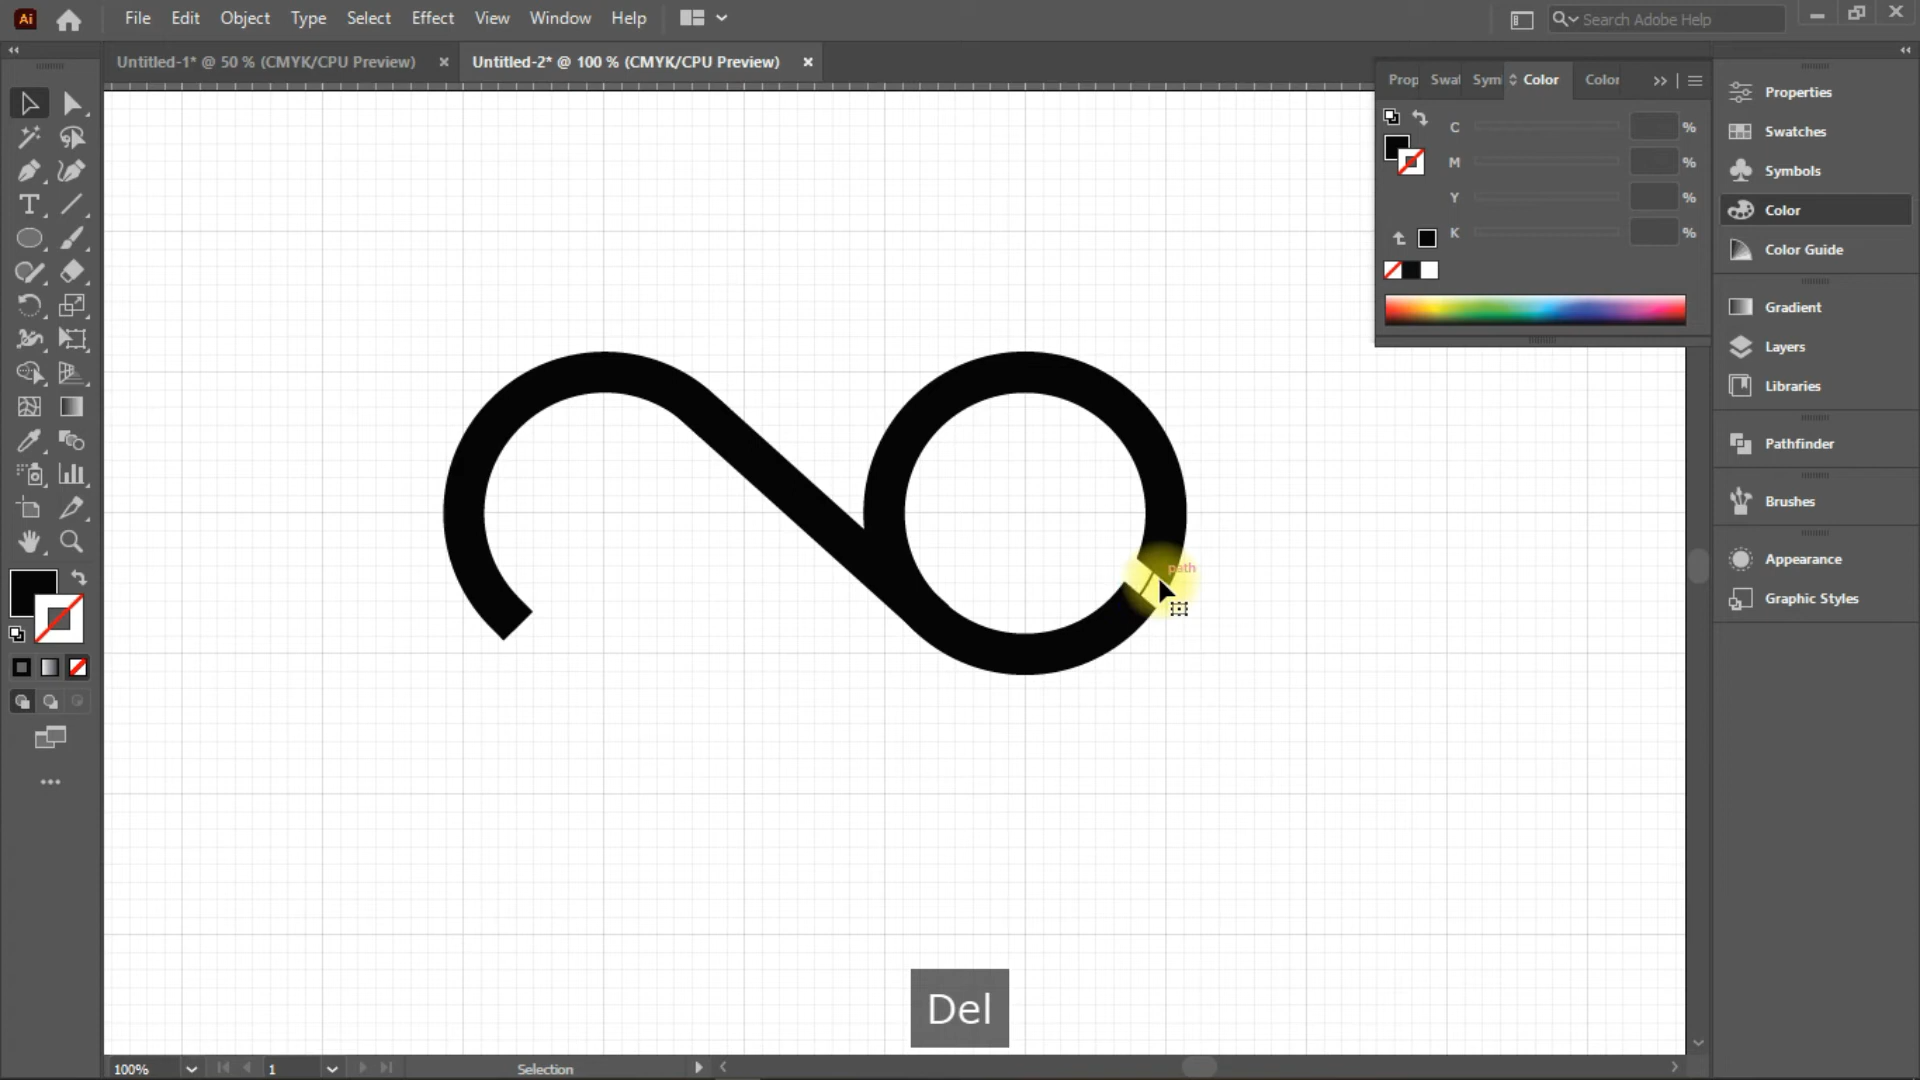 Ai
File Edit Object Type Select Effect View Window Help
Search Adobe Help
Untitled-1* @ 50 % (CMYK/CPU Preview) ×
Untitled-2* @ 100 % (CMYK/CPU Preview) ×
Prop Swat Sym Color Color
C %
M %
Y %
K %
Properties
Swatches
Symbols
Color
Color Guide
Gradient
Layers
Libraries
Pathfinder
Brushes
Appearance
Graphic Styles
path
Del
100% 1 Selection